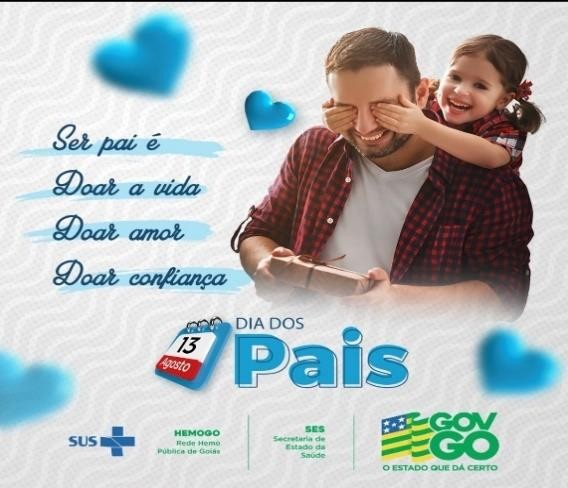 Ser pai é
Doar a vida
Doar amor
Doar confiança
13
Agosto
DIA DOS
Pais
SUS
HEMOGO
Rede Hemo
Pública de Goiás
SES
Secretaria de
Estado da
Saúde
GOV
GO
O ESTADO QUE DÁ CERTO